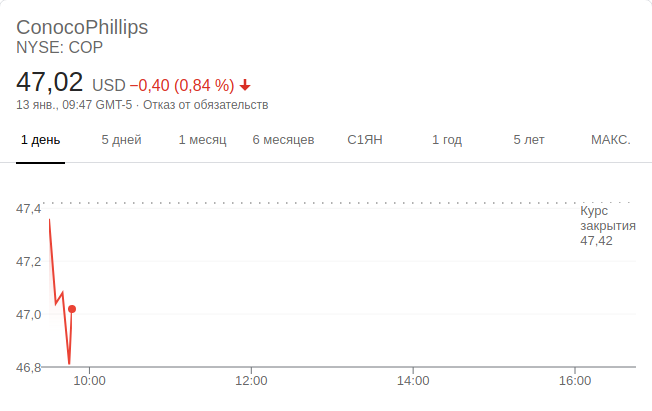 ConocoPhillips
NYSE: COP
47,02 USD −0,40 (0,84 %)
13 янв., 09:47 GMT-5 · Отказ от обязательств
1 день 5 дней 1 месяц 6 месяцев С1ЯН 1 год 5 лет МАКС.
47,4
47,2
47,0
46,8
Курс
закрытия
47,42
10:00 12:00 14:00 16:00